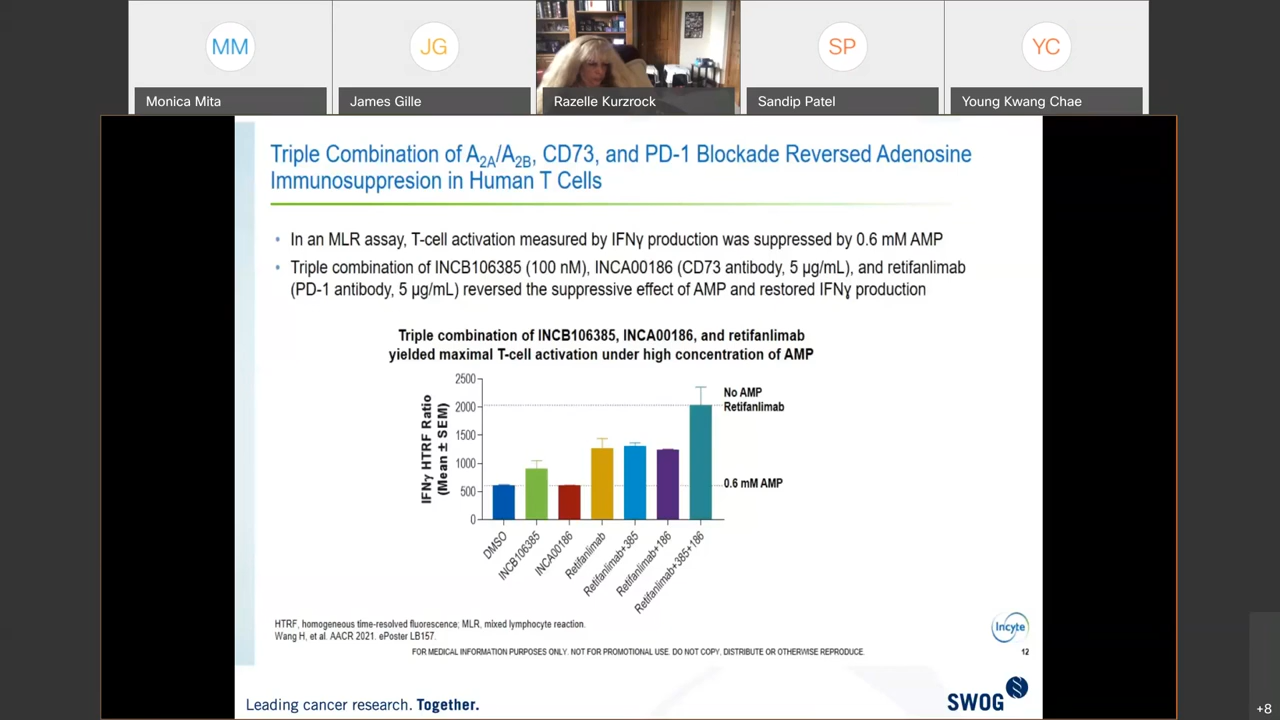 MM
JG
SP
YC
Monica Mita
James Gille
Razelle Kurzrock
Sandip Patel
Young Kwang Chae
Triple Combination of A2A/A2B, CD73, and PD-1 Blockade Reversed Adenosine
Immunosuppresion in Human T Cells
• In an MLR assay, T-cell activation measured by IFNγ production was suppressed by 0.6 mM AMP
• Triple combination of INCB106385 (100 nM), INCA00186 (CD73 antibody, 5 µg/mL), and retifanlimab
(PD-1 antibody, 5 µg/mL) reversed the suppressive effect of AMP and restored IFNγ production
Triple combination of INCB106385, INCA00186, and retifanlimab
yielded maximal T-cell activation under high concentration of AMP
IFNγ HTRF Ratio
(Mean ± SEM)
2500
2000
1500
1000
500
0
No AMP
Retifanlimab
0.6 mM AMP
DMSO
INCB106385
INCA00186
Retifanlimab
Retifanlimab+385
Retifanlimab+186
Retifanlimab+385+186
HTRF, homogeneous time-resolved fluorescence; MLR, mixed lymphocyte reaction.
Wang H, et al. AACR 2021. ePoster LB157.
Incyte
FOR MEDICAL INFORMATION PURPOSES ONLY. NOT FOR PROMOTIONAL USE. DO NOT COPY, DISTRIBUTE OR OTHERWISE REPRODUCE.
12
Leading cancer research. Together.
SWOG
+8